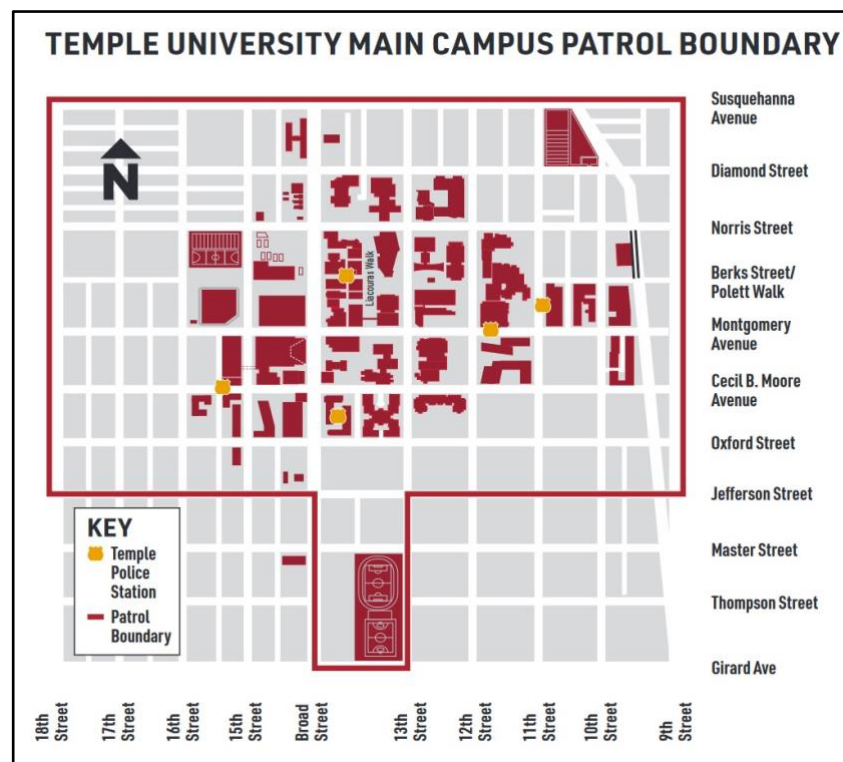 TEMPLE UNIVERSITY MAIN CAMPUS PATROL BOUNDARY
Susquehanna
Avenue
N
Diamond Street
Norris Street
Liacouras Walk
Berks Street/
Polett Walk
Montgomery
Avenue
Cecil B. Moore
Avenue
Oxford Street
Jefferson Street
KEY
Temple
Police
Station
Patrol
Boundary
Master Street
Thompson Street
Girard Ave
18th
Street
17th
Street
16th
Street
15th
Street
Broad
Street
13th
Street
12th
Street
11th
Street
10th
Street
9th
Street